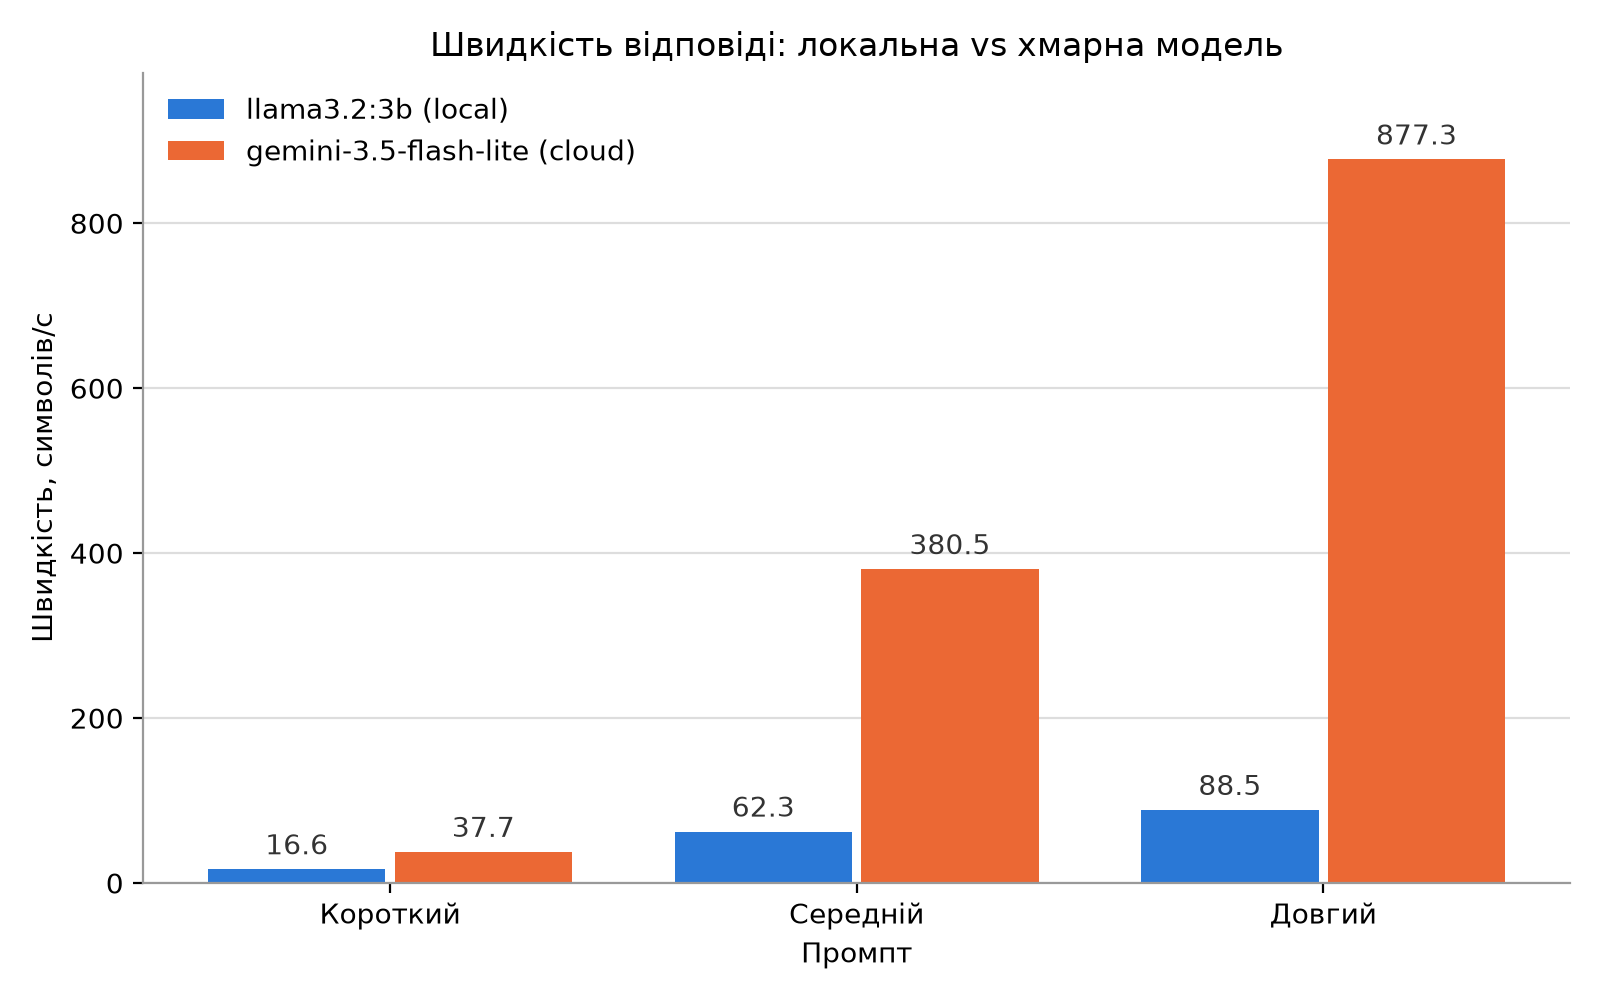 Швидкість відповіді: локальна vs хмарна модель
llama3.2:3b (local)
gemini-3.5-flash-lite (cloud)
Швидкість, символів/с
800
600
400
200
0
16.6
37.7
62.3
380.5
88.5
877.3
Короткий
Середній
Довгий
Промпт